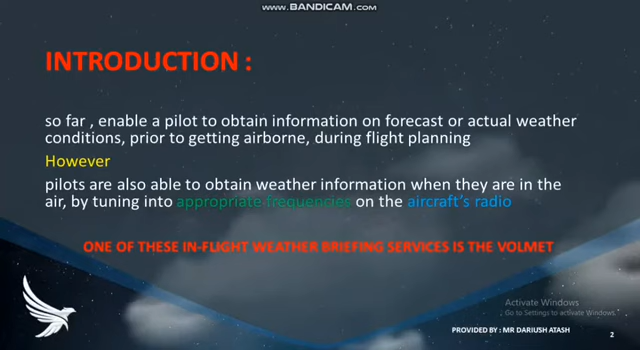 WWW.BANDICAM.COM
INTRODUCTION :
so far , enable a pilot to obtain information on forecast or actual weather
conditions, prior to getting airborne, during flight planning
However
pilots are also able to obtain weather information when they are in the
air, by tuning into appropriate frequencies on the aircraft's radio
ONE OF THESE IN-FLIGHT WEATHER BRIEFING SERVICES IS THE VOLMET
Activate Windows
Go to Settings to activate Windows.
PROVIDED BY : MR DARIUSH ATASH
2